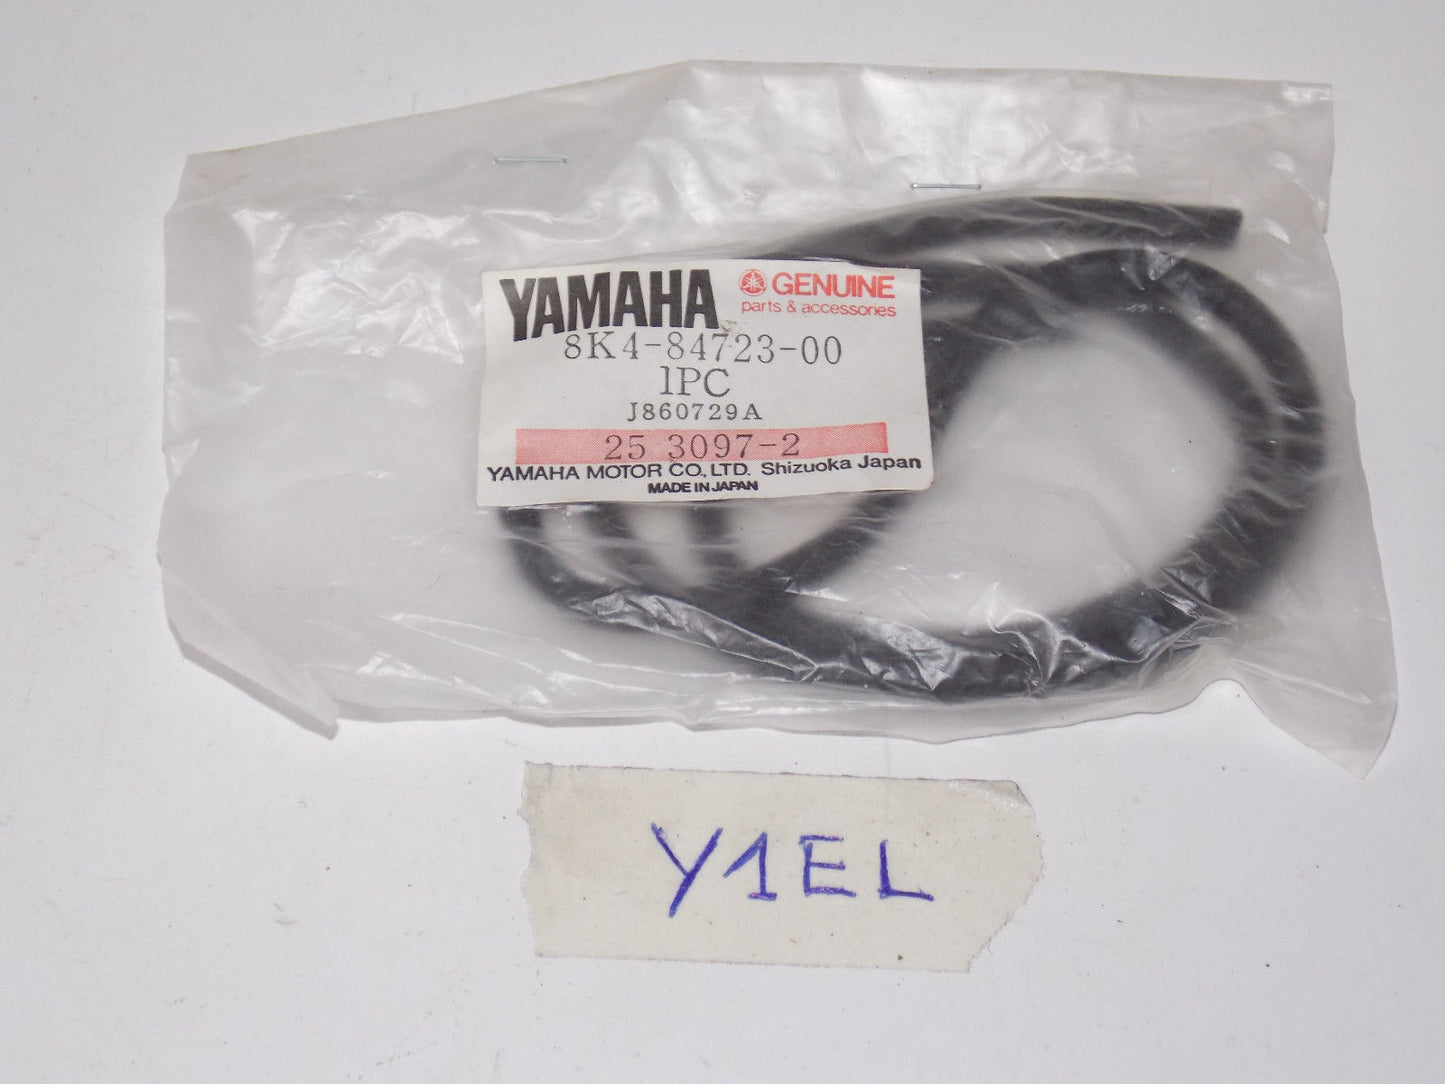 YAMAHA GENUINE
parts & accessories
8K4-84723-00
1PC
J860729A
25 3097-2
YAMAHA MOTOR CO.,LTD. Shizuoka Japan
MADE IN JAPAN
Y1EL